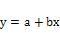 y = a + bx